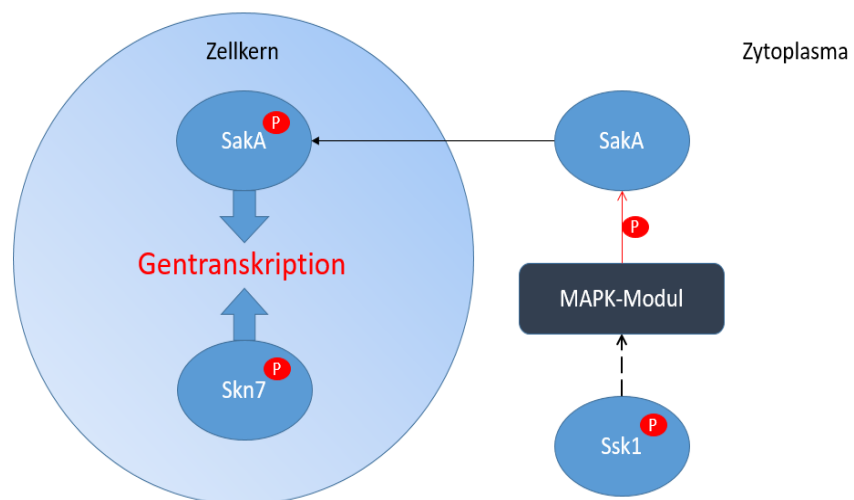 Zellkern
Zytoplasma
P
SakA
SakA
P
Gentranskription
MAPK-Modul
P
Skn7
P
Ssk1